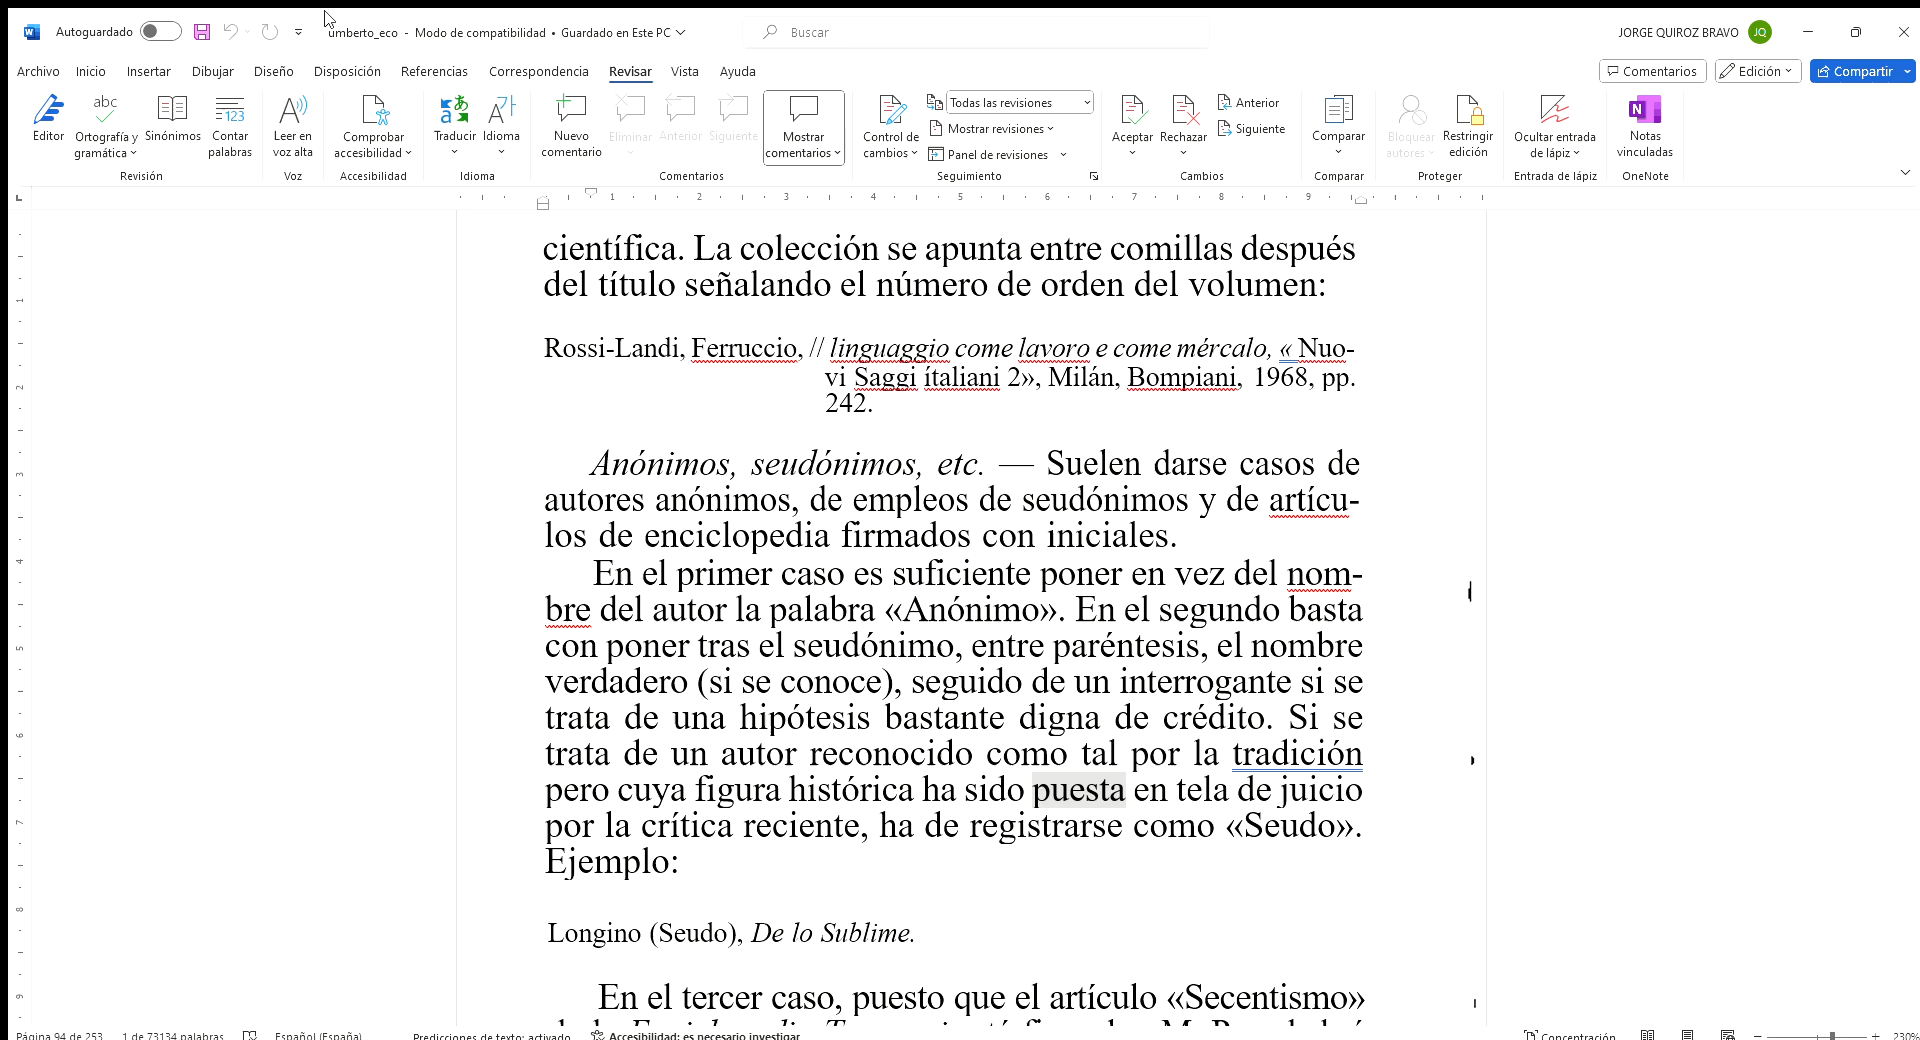 Autoguardado umberto_eco - Modo de compatibilidad • Guardado en Este PC Buscar JORGE QUIROZ BRAVO JQ
Archivo Inicio Insertar Dibujar Diseño Disposición Referencias Correspondencia Revisar Vista Ayuda Comentarios Edición Compartir
Editor
Ortografía y gramática
Sinónimos
Contar palabras
Revisión
Leer en voz alta
Voz
Comprobar accesibilidad
Accesibilidad
Traducir
Idioma
Idioma
Nuevo comentario
Eliminar
Anterior
Siguiente
Mostrar comentarios
Comentarios
Control de cambios
Todas las revisiones
Mostrar revisiones
Panel de revisiones
Seguimiento
Aceptar
Rechazar
Anterior
Siguiente
Cambios
Comparar
Comparar
Bloquear autores
Restringir edición
Proteger
Ocultar entrada de lápiz
Entrada de lápiz
Notas vinculadas
OneNote
1 2 3 4 5 6 7 8 9
científica. La colección se apunta entre comillas después
del título señalando el número de orden del volumen:
Rossi-Landi, Ferruccio, // linguaggio come lavoro e come mércalo, « Nuo-
vi Saggi ítaliani 2», Milán, Bompiani, 1968, pp.
242.
Anónimos, seudónimos, etc. — Suelen darse casos de
autores anónimos, de empleos de seudónimos y de artícu-
los de enciclopedia firmados con iniciales.
En el primer caso es suficiente poner en vez del nom-
bre del autor la palabra «Anónimo». En el segundo basta
con poner tras el seudónimo, entre paréntesis, el nombre
verdadero (si se conoce), seguido de un interrogante si se
trata de una hipótesis bastante digna de crédito. Si se
trata de un autor reconocido como tal por la tradición
pero cuya figura histórica ha sido puesta en tela de juicio
por la crítica reciente, ha de registrarse como «Seudo».
Ejemplo:
Longino (Seudo), De lo Sublime.
En el tercer caso, puesto que el artículo «Secentismo»
Página 94 de 253 1 de 73134 palabras Español (España) Predicciones de texto: activado Accesibilidad: es necesario investigar Concentración 230%